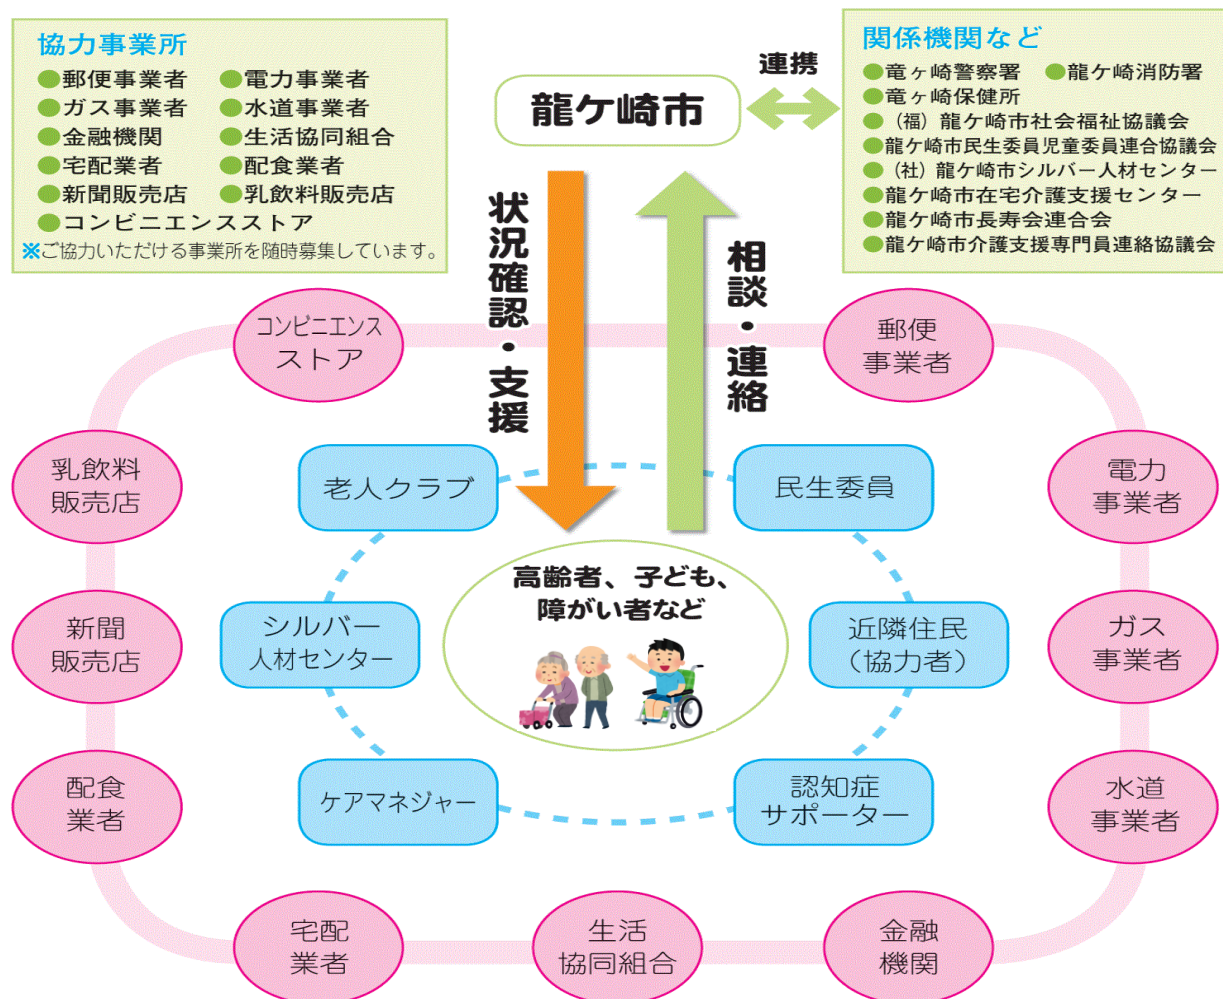 協力事業所
●郵便事業者 ●電力事業者
●ガス事業者 ●水道事業者
●金融機関 ●生活協同組合
●宅配業者 ●配食業者
●新聞販売店 ●乳飲料販売店
●コンビニエンスストア
※ご協力いただける事業所を随時募集しています。
龍ケ崎市
連携
関係機関など
●竜ヶ崎警察署 ●龍ケ崎消防署
●竜ヶ崎保健所
●（福）龍ケ崎市社会福祉協議会
●龍ケ崎市民生委員児童委員連合協議会
●（社）龍ケ崎市シルバー人材センター
●龍ケ崎市在宅介護支援センター
●龍ケ崎市長寿会連合会
●龍ケ崎市介護支援専門員連絡協議会
状況確認・支援
相談・連絡
コンビニエンス
ストア
郵便
事業者
乳飲料
販売店
老人クラブ
民生委員
電力
事業者
高齢者、子ども、
障がい者など
新聞
販売店
シルバー
人材センター
近隣住民
（協力者）
ガス
事業者
配食
業者
ケアマネジャー
認知症
サポーター
水道
事業者
宅配
業者
生活
協同組合
金融
機関